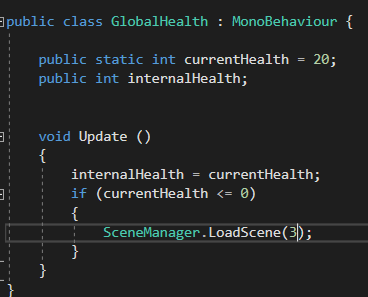 public class GlobalHealth : MonoBehaviour {
public static int currentHealth = 20;
public int internalHealth;
void Update ()
{
internalHealth = currentHealth;
if (currentHealth <= 0)
{
SceneManager.LoadScene(3);
}
}
}